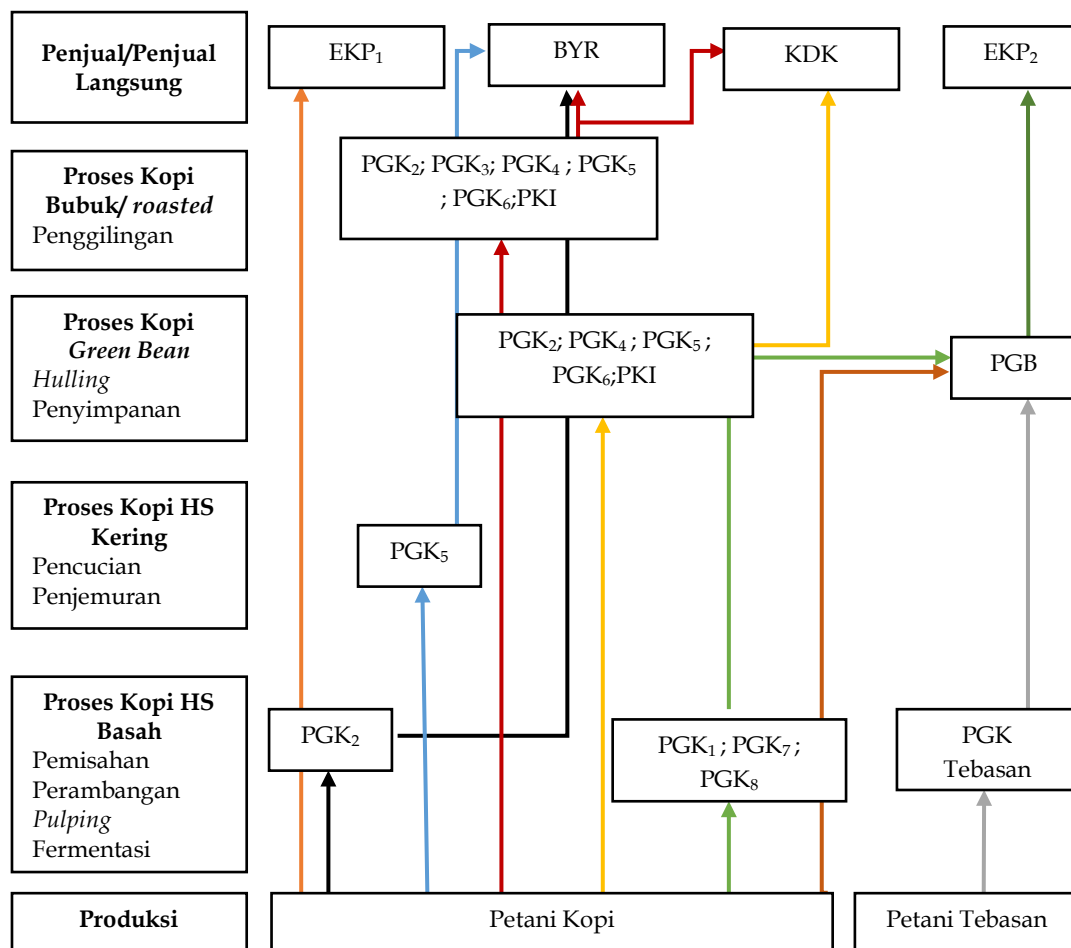 Penjual/Penjual
Langsung
EKP₁
BYR
KDK
EKP₂
Proses Kopi
Bubuk/ roasted
Penggilingan
PGK₂; PGK₃; PGK₄ ; PGK₅
; PGK₆;PKI
Proses Kopi
Green Bean
Hulling
Penyimpanan
PGK₂; PGK₄ ; PGK₅ ;
PGK₆;PKI
PGB
Proses Kopi HS
Kering
Pencucian
Penjemuran
PGK₅
Proses Kopi HS
Basah
Pemisahan
Perambangan
Pulping
Fermentasi
PGK₂
PGK₁ ; PGK₇ ;
PGK₈
PGK
Tebasan
Produksi
Petani Kopi
Petani Tebasan